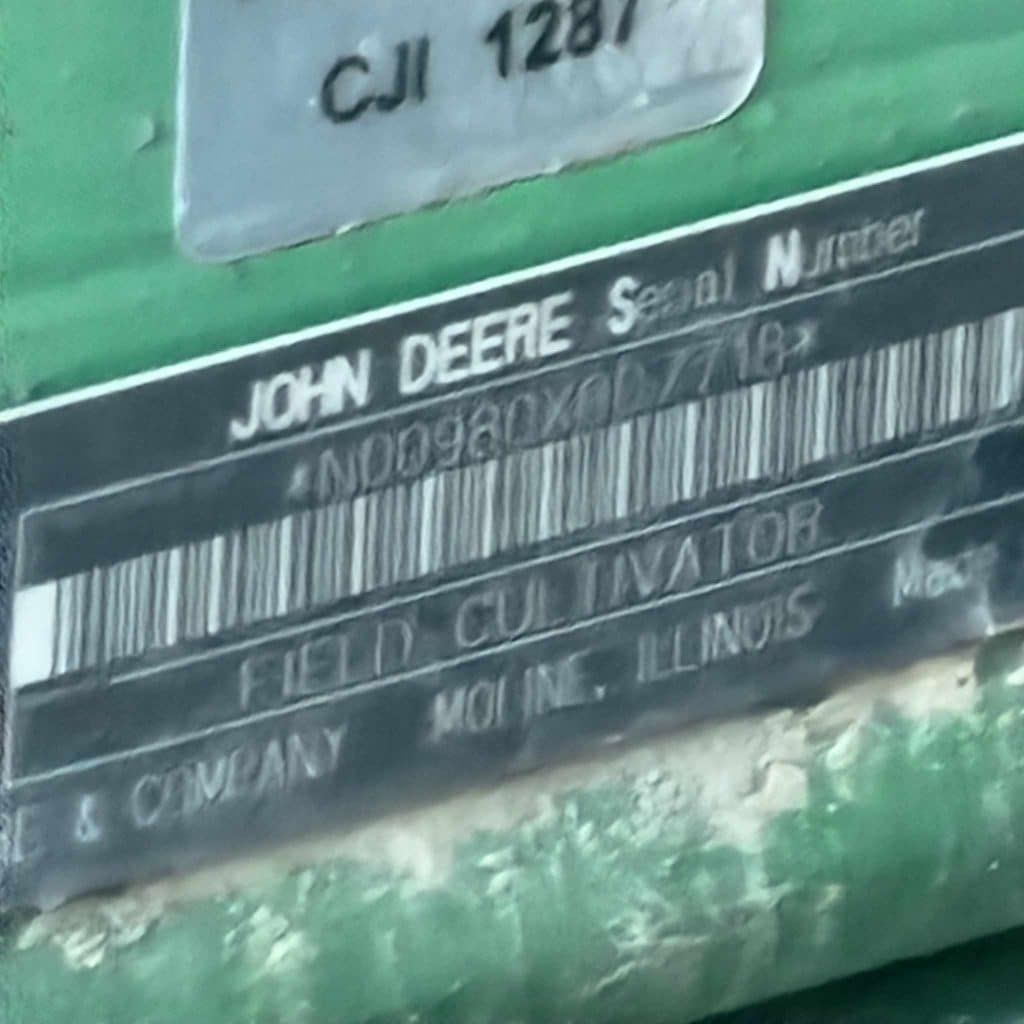 CJI 1287
JOHN DEERE Serial Number
FIELD CULTIVATOR
E & COMPANY MOLINE, ILLINOIS